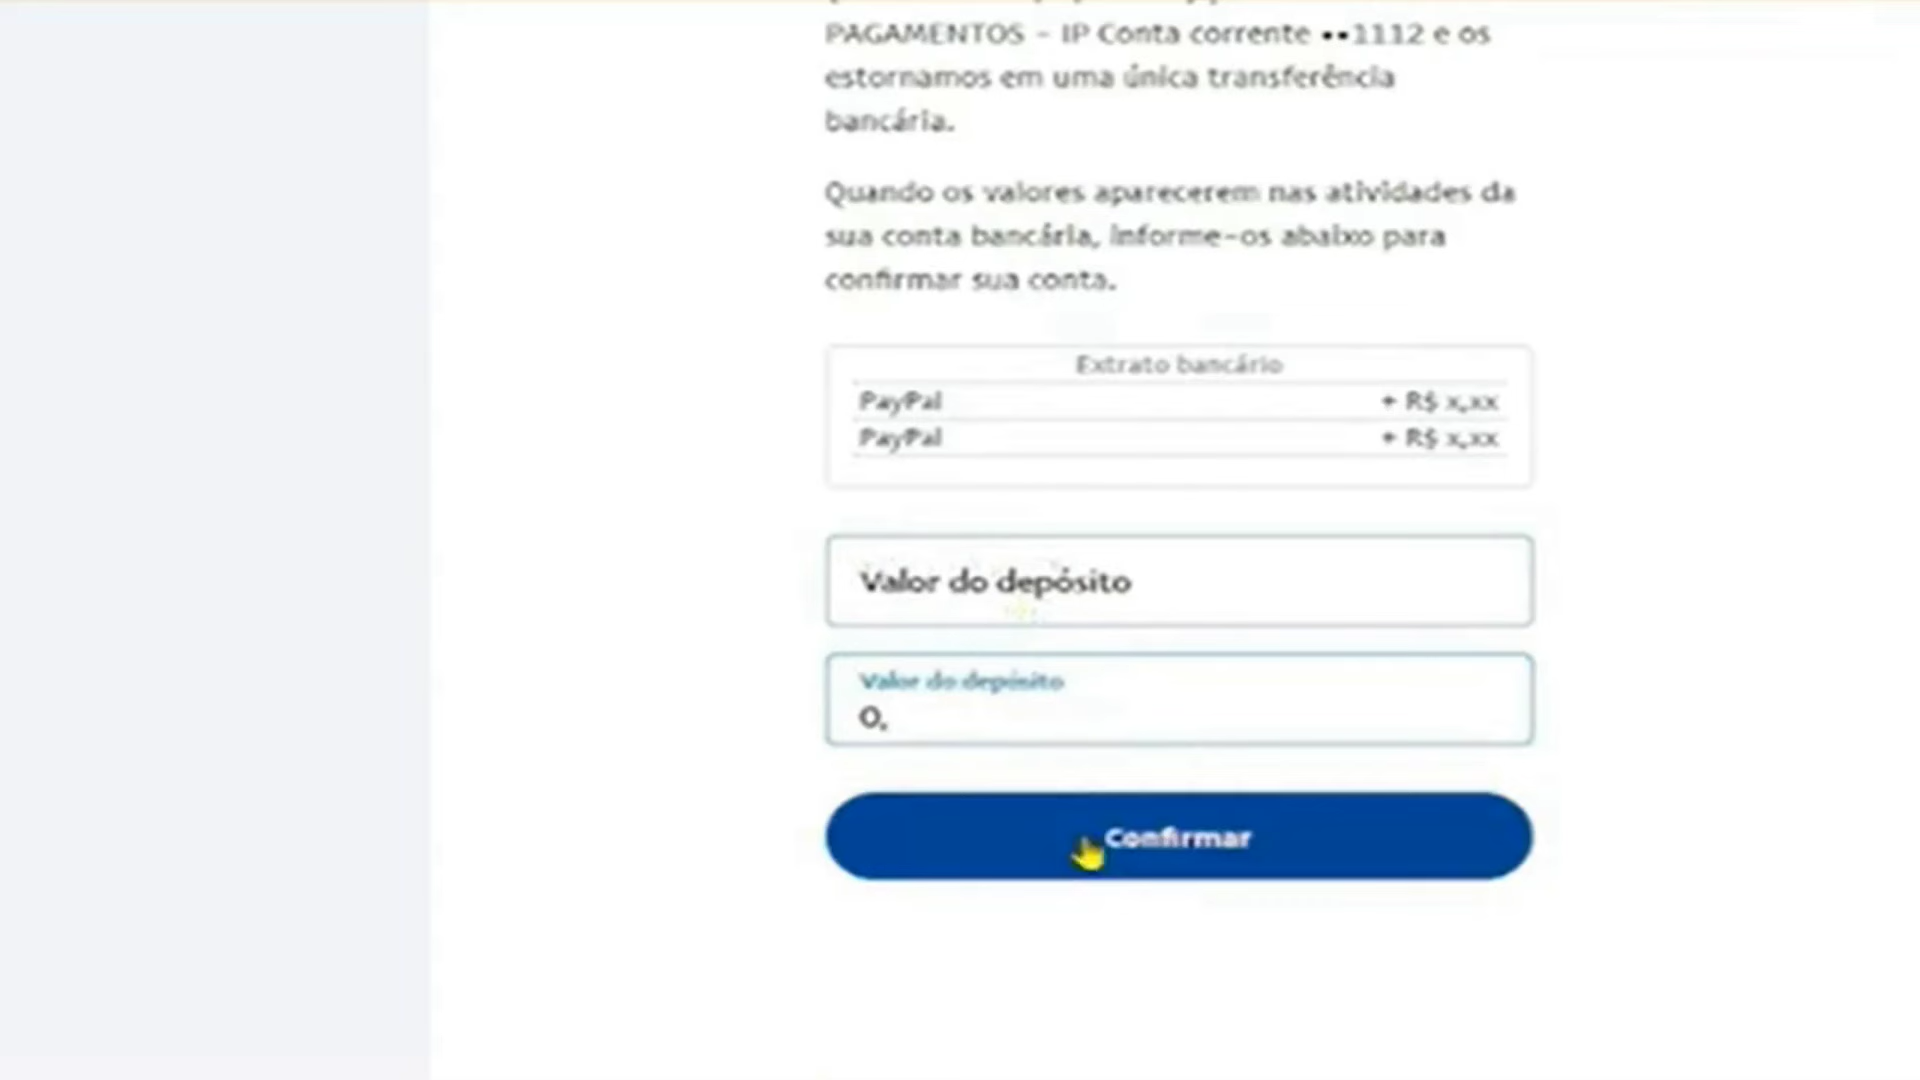 PAGAMENTOS - IP Conta corrente ••1112 e os
estornamos em uma única transferência
bancária.
Quando os valores aparecerem nas atividades da
sua conta bancária, informe-os abaixo para
confirmar sua conta.
Extrato bancário
PayPal + R$ x,xx
PayPal + R$ x,xx
Valor do depósito
Valor do depósito
0,
Confirmar